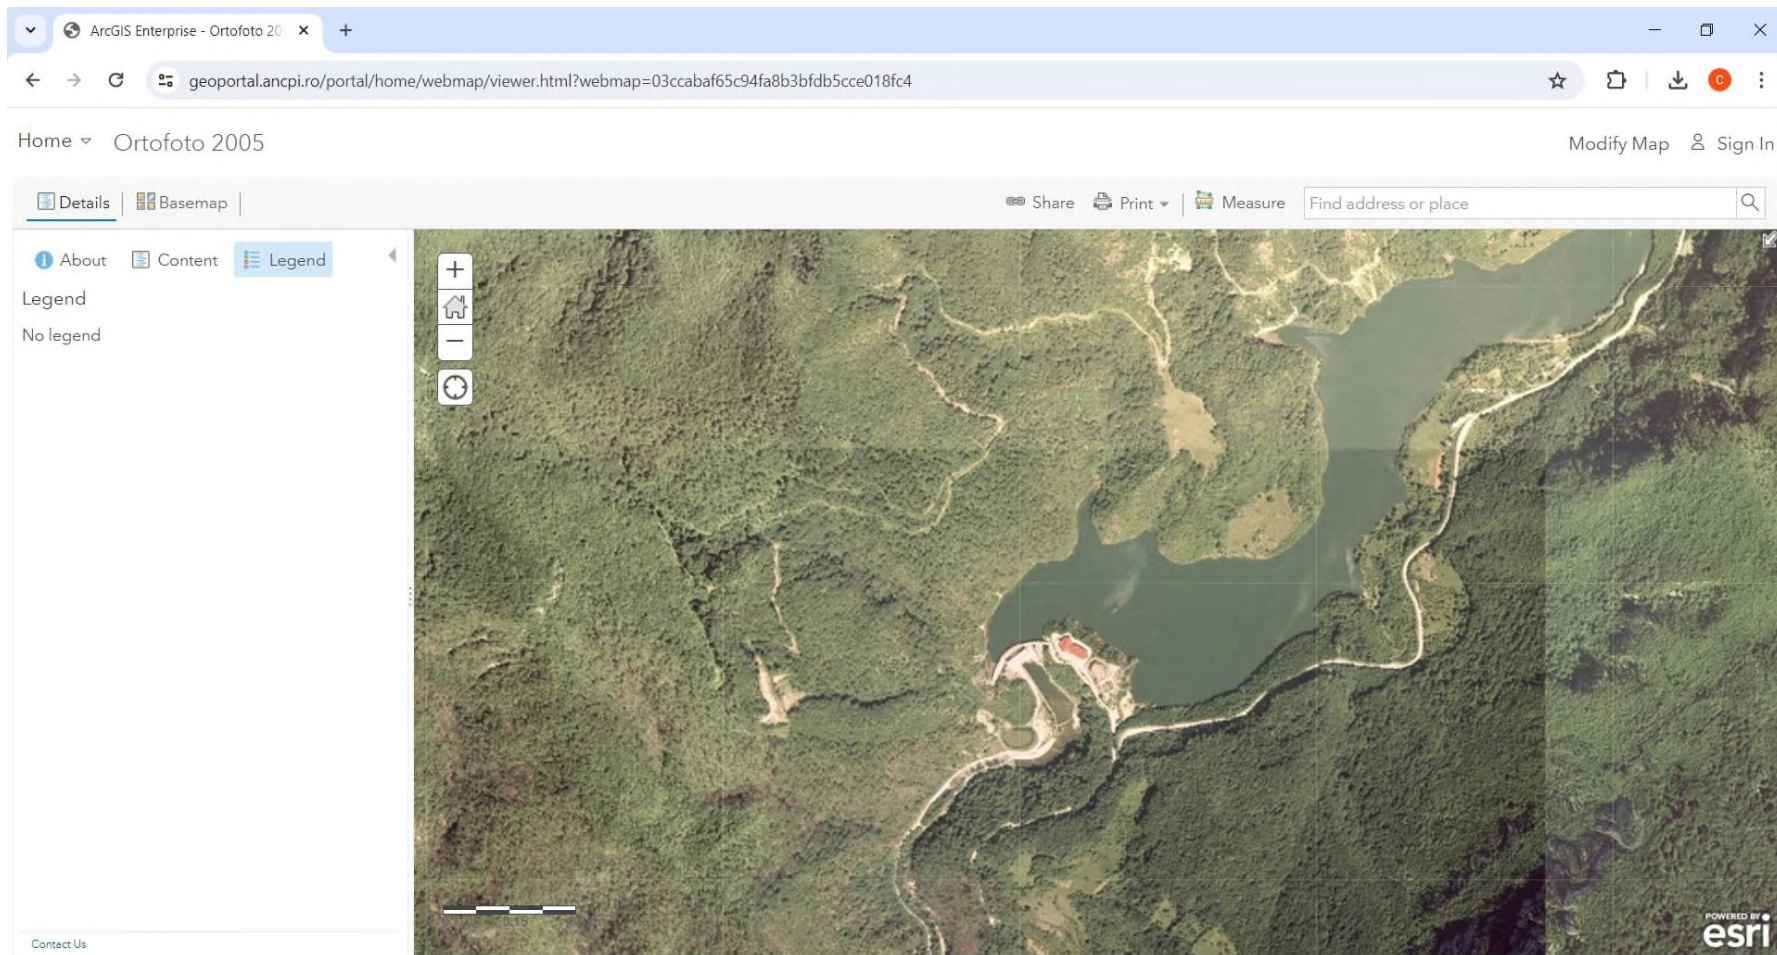 ArcGIS Enterprise - Ortofoto 20
geoportal.ancpi.ro/portal/home/webmap/viewer.html?webmap=03ccabaf65c94fa8b3bfdb5cce018fc4
C
Home Ortofoto 2005
Modify Map Sign In
Details Basemap
Share Print Measure Find address or place
About Content Legend
Legend
No legend
Contact Us
POWERED BY
esri